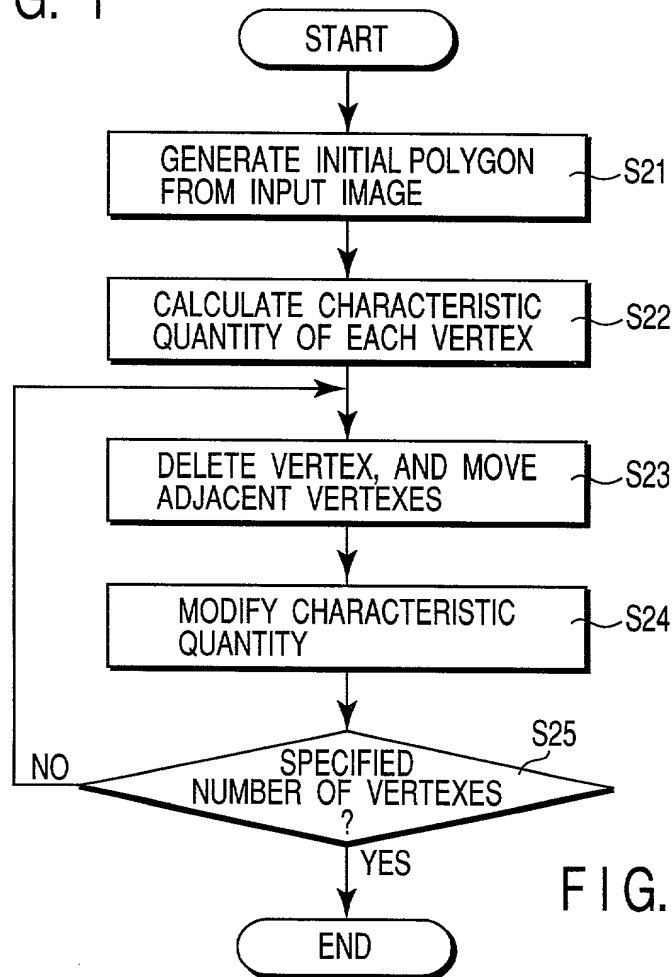 G. 1
START
GENERATE INITIAL POLYGON
FROM INPUT IMAGE
S21
CALCULATE CHARACTERISTIC
QUANTITY OF EACH VERTEX
S22
DELETE VERTEX, AND MOVE
ADJACENT VERTEXES
S23
MODIFY CHARACTERISTIC
QUANTITY
S24
S25
SPECIFIED
NUMBER OF VERTEXES
?
NO
YES
FIG.
END